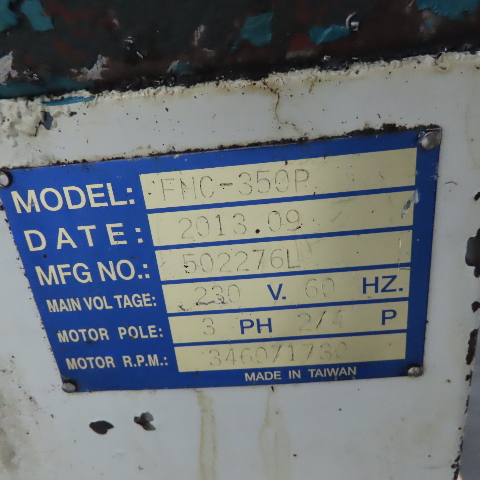 MODEL: FMC-350P
DATE: 2013.09
MFG NO.: 502276L
MAIN VOLTAGE: 230 V. 60 HZ.
MOTOR POLE: 3 PH 2/4 P
MOTOR R.P.M.: 3460/1730
MADE IN TAIWAN